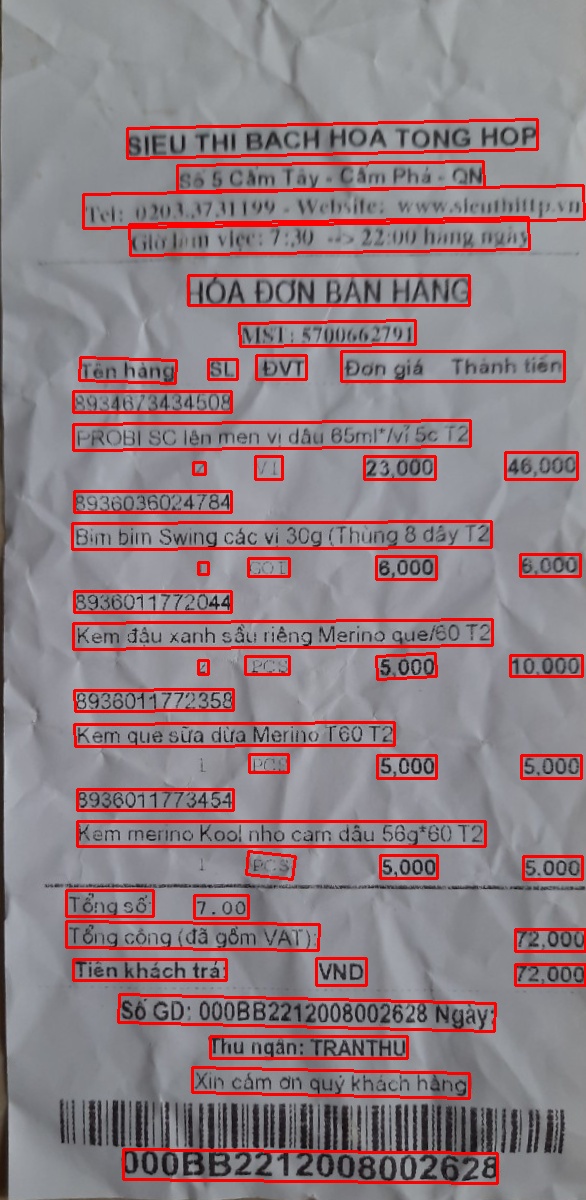 SIEU THI BACH HOA TONG HOP
Số 5 Cẩm Tây - Cẩm Phả - QN
Tel: 0203.3731199 - Website: www.sieuthittp.vn
Giờ làm việc: 7:30 --> 22:00 hàng ngày
HÓA ĐƠN BÁN HÀNG
MST: 5700662791
Tên hàng SL ĐVT Đơn giá Thành tiền
8934673434508
PROBI SC lên men vị dâu 65ml*/vỉ 5c T2
2 VI 23,000 46,000
8936036024784
Bim bim Swing các vị 30g (Thùng 8 dây T2
GOI 6,000 6,000
8936011772044
Kem đậu xanh sầu riêng Merino que/60 T2
2 PCS 5,000 10.000
8936011772358
Kem que sữa dừa Merino T60 T2
1 PCS 5,000 5,000
8936011773454
Kem merino Kool nho cam dâu 56g*60 T2
1 PCS 5,000 5.000
Tổng số: 7.00
Tổng cộng (đã gồm VAT): 72,000
Tiền khách trả: VND 72,000
Số GD: 000BB2212008002628 Ngày:
Thu ngân: TRANTHU
Xin cảm ơn quý khách hàng
000BB2212008002628